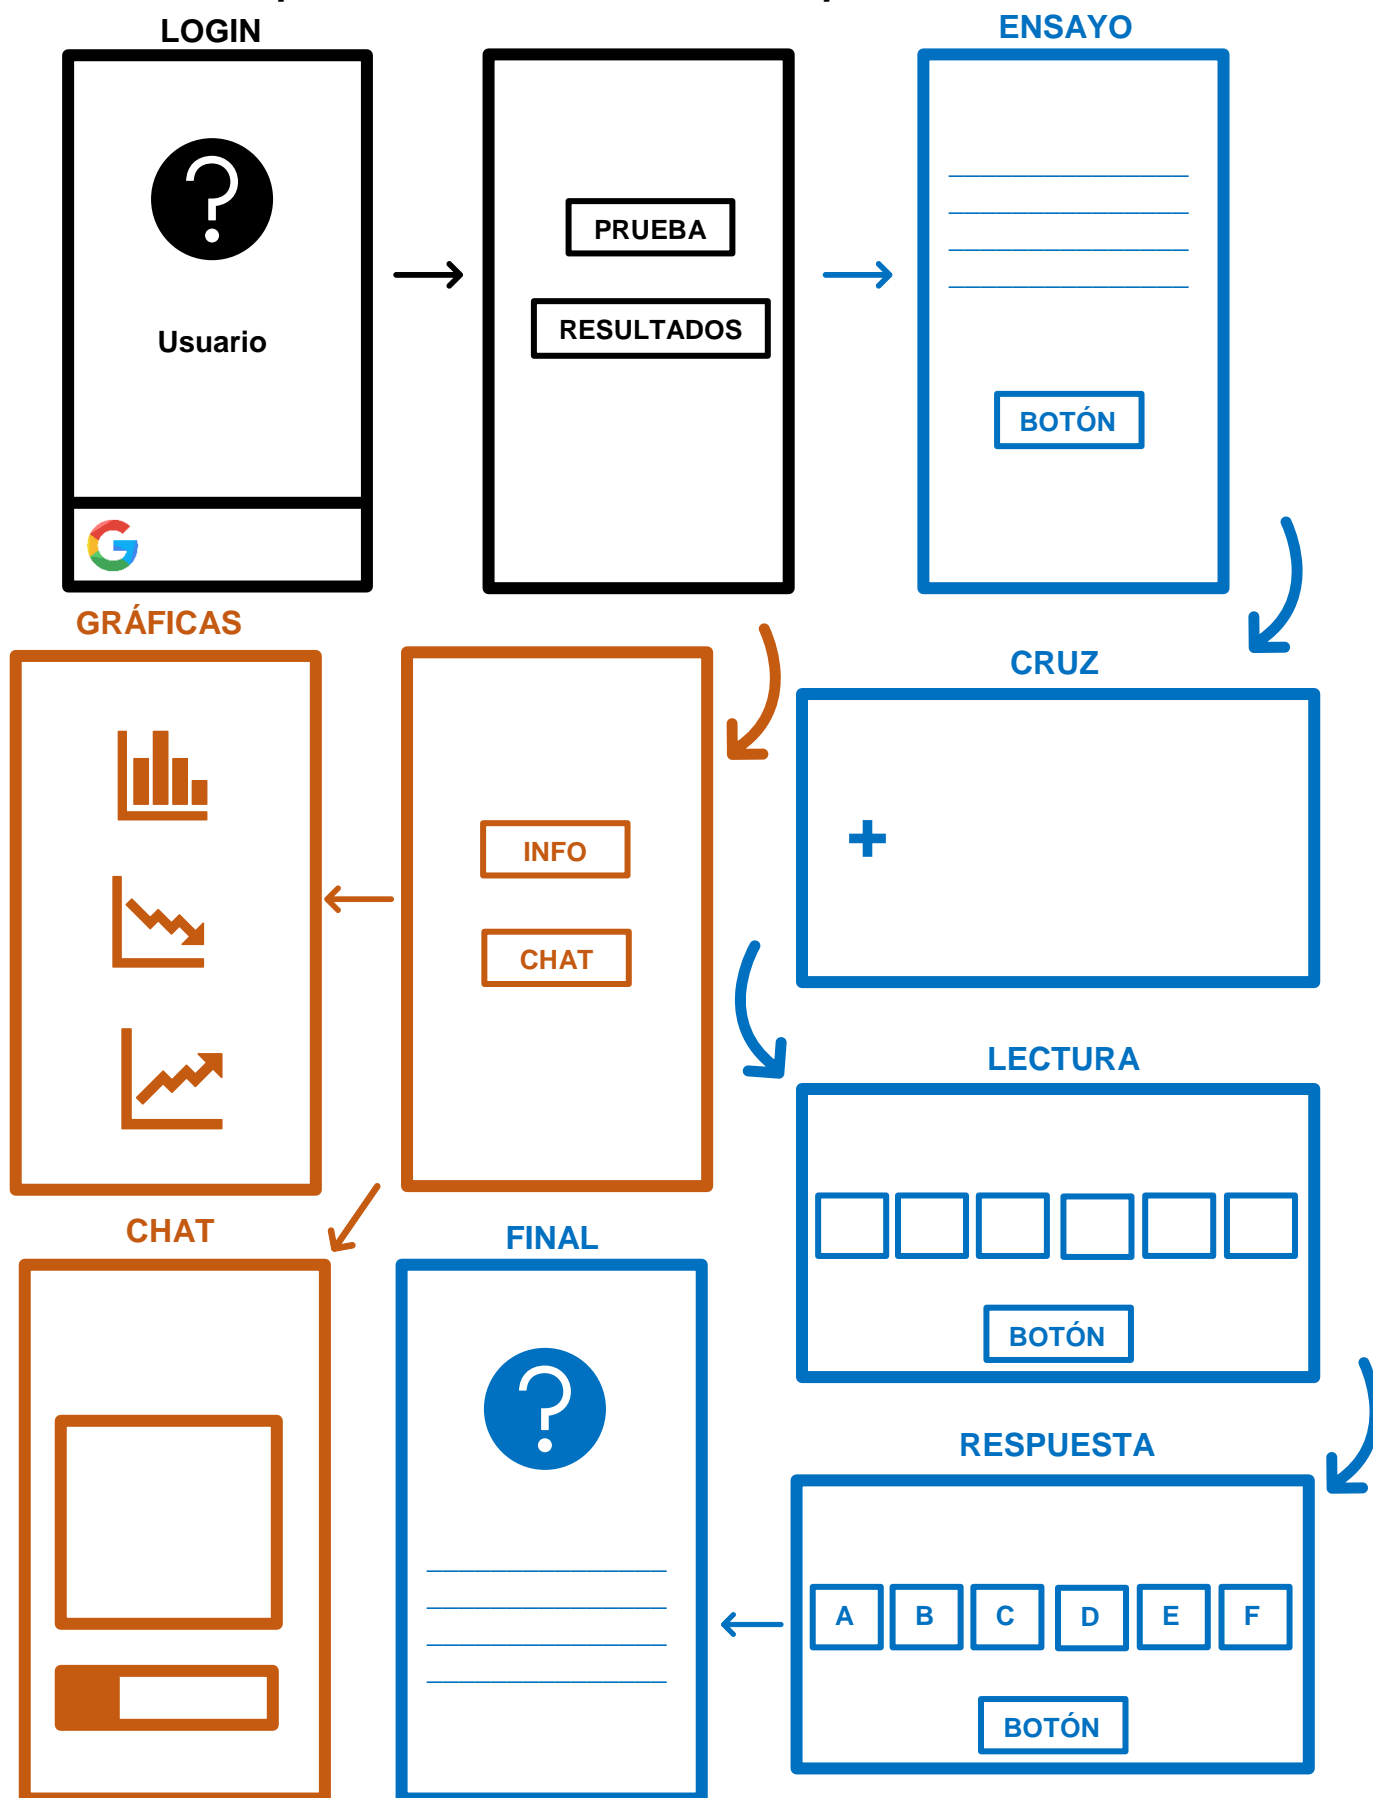 LOGIN
ENSAYO
Usuario
PRUEBA
RESULTADOS
BOTÓN
GRÁFICAS
CRUZ
INFO
CHAT
LECTURA
BOTÓN
CHAT
FINAL
RESPUESTA
A B C D E F
BOTÓN